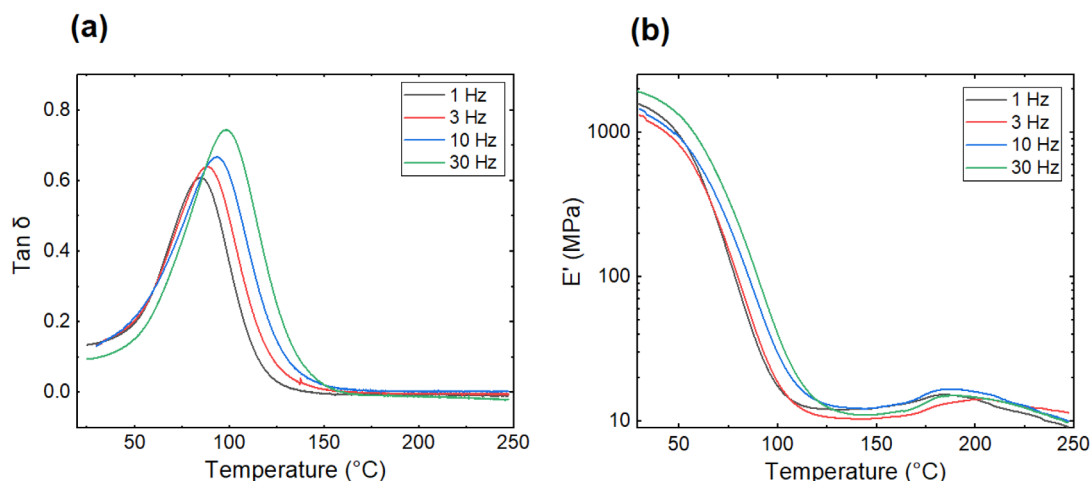 (a)
Tan δ
0.8
0.6
0.4
0.2
0.0
1 Hz
3 Hz
10 Hz
30 Hz
50 100 150 200 250
Temperature (°C)
(b)
E' (MPa)
1000
100
10
1 Hz
3 Hz
10 Hz
30 Hz
50 100 150 200 250
Temperature (°C)